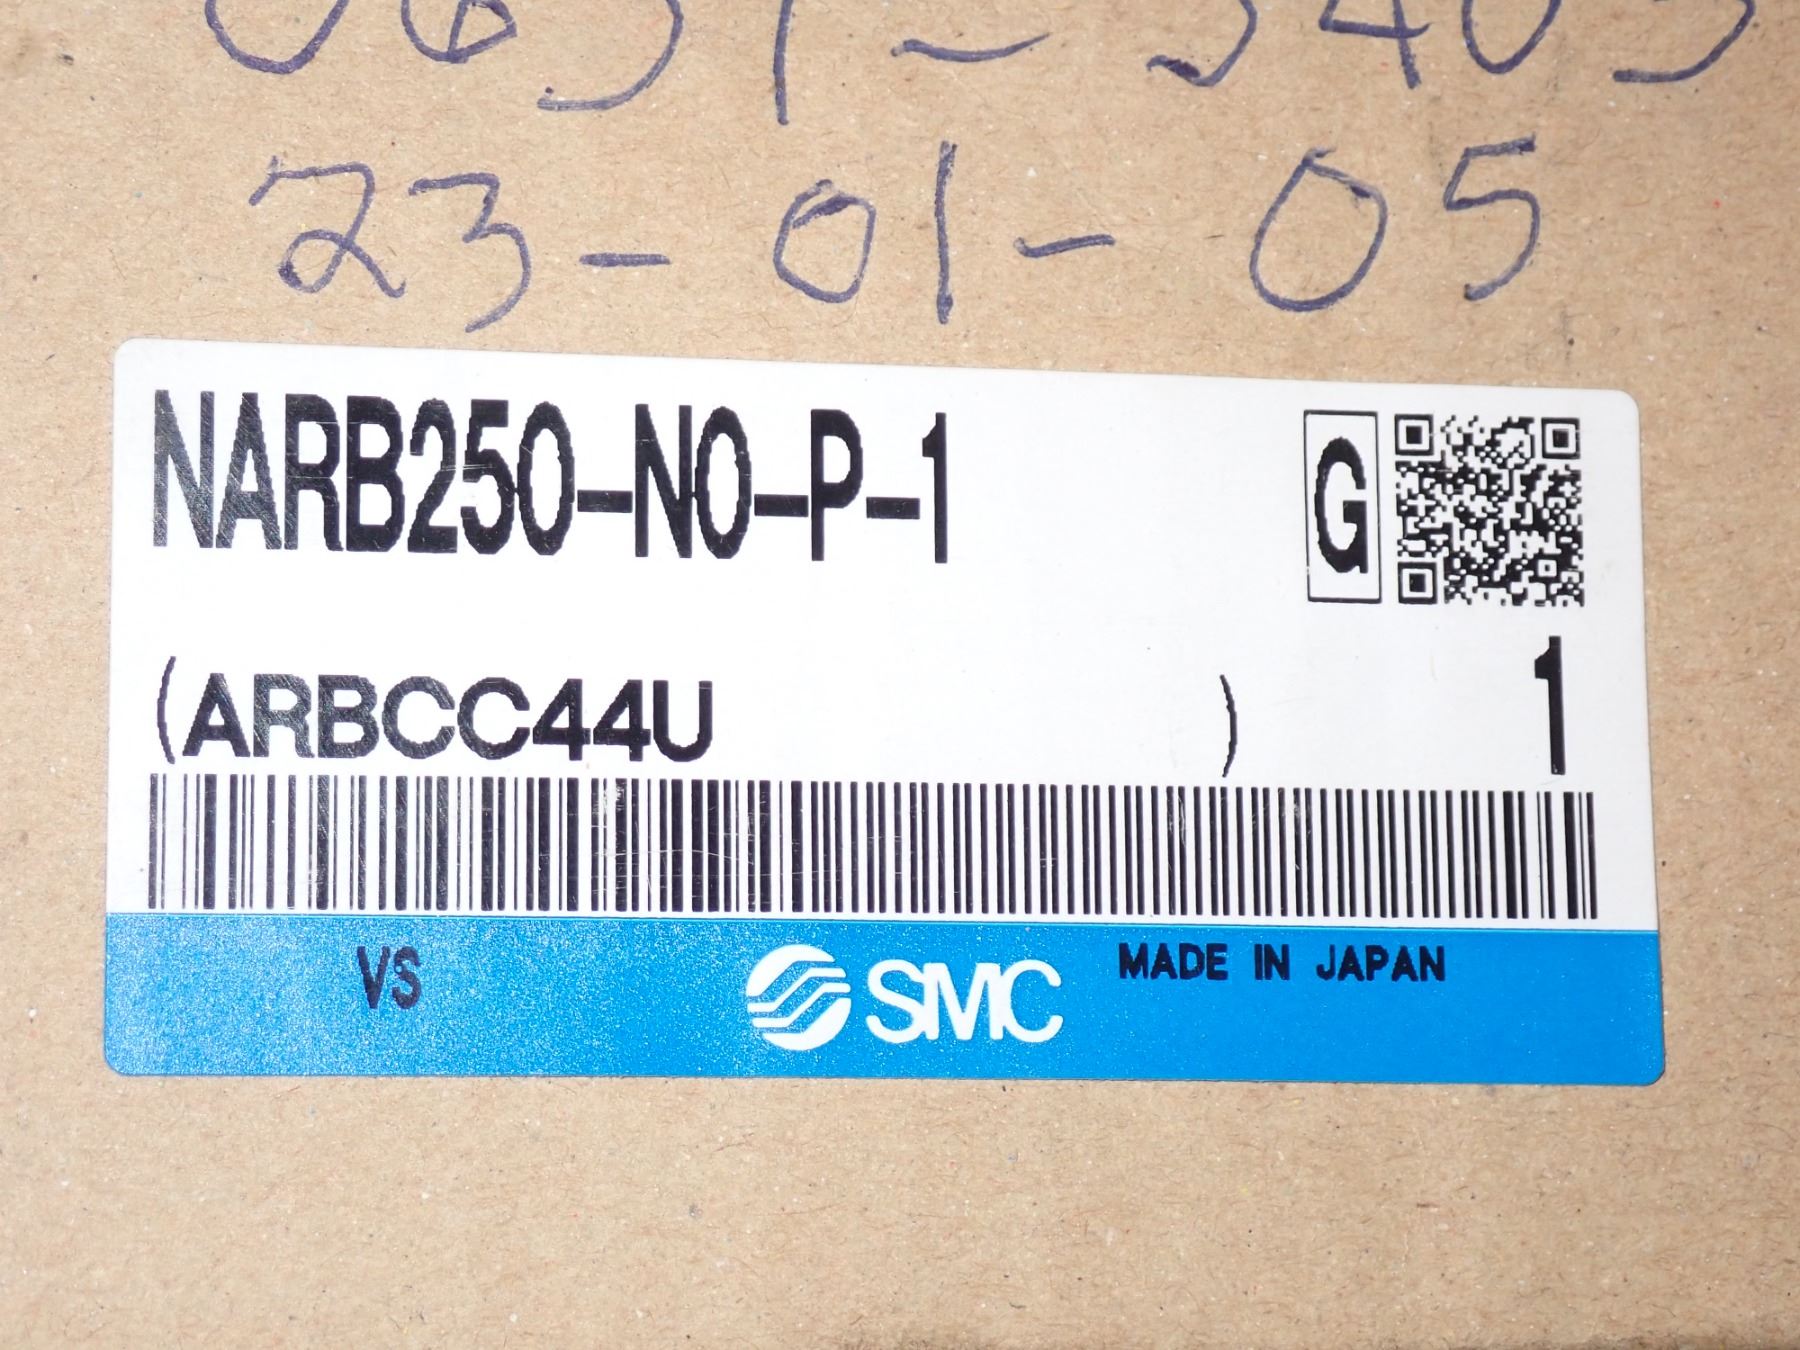 23-01-05
NARB250-N0-P-1
G
(ARBCC44U )
1
VS
SMC
MADE IN JAPAN